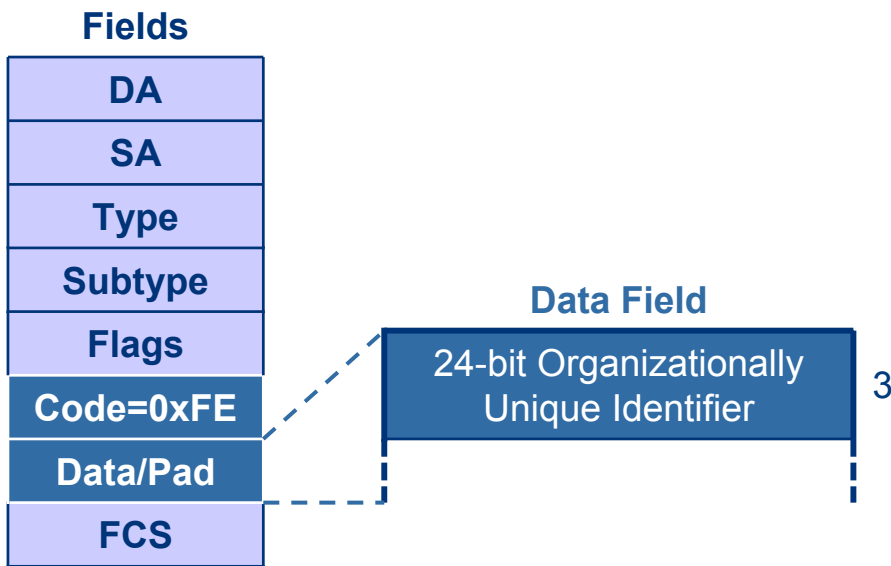 Fields
DA
SA
Type
Subtype
Flags
Code=0xFE
Data/Pad
FCS
Data Field
24-bit Organizationally
Unique Identifier
3